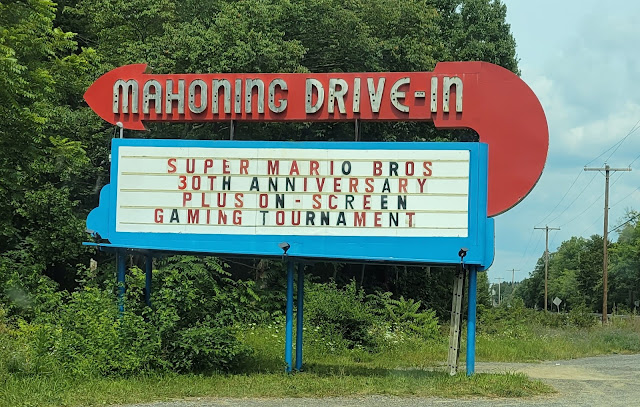 MAHONING DRIVE-IN
SUPER MARIO BROS
30TH ANNIVERSARY
PLUS ON-SCREEN
GAMING TOURNAMENT